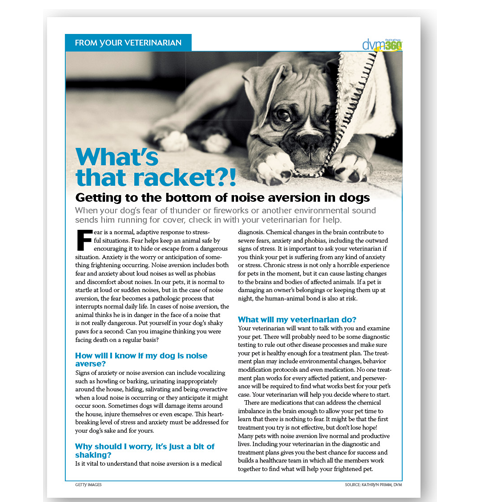 FROM YOUR VETERINARIAN
dvm360
What's
that racket?!
Getting to the bottom of noise aversion in dogs
When your dog's fear of thunder or fireworks or another environmental sound
sends him running for cover, check in with your veterinarian for help.
Fear is a normal, adaptive response to stress-
ful situations. Fear helps keep an animal safe by
encouraging it to hide or escape from a dangerous
situation. Anxiety is the worry or anticipation of some-
thing frightening occurring. Noise aversion includes both
fear and anxiety about loud noises as well as phobias
and discomfort about noises. In our pets, it is normal to
startle at loud or sudden noises, but in the case of noise
aversion, the fear becomes a pathologic process that
interrupts normal daily life. In cases of noise aversion, the
animal thinks he is in danger in the face of a noise that
is not really dangerous. Put yourself in your dog's shaky
paws for a second: Can you imagine thinking you were
facing death on a regular basis?
How will I know if my dog is noise
averse?
Signs of anxiety or noise aversion can include vocalizing
such as howling or barking, urinating inappropriately
around the house, hiding, salivating and being overactive
when a loud noise is occurring or they anticipate it might
occur soon. Sometimes dogs will damage items around
the house, injure themselves or even escape. This heart-
breaking level of stress and anxiety must be addressed for
your dog's sake and for yours.
Why should I worry, it's just a bit of
shaking?
Is it vital to understand that noise aversion is a medical
diagnosis. Chemical changes in the brain contribute to
severe fears, anxiety and phobias, including the outward
signs of stress. It is important to ask your veterinarian if
you think your pet is suffering from any kind of anxiety
or stress. Chronic stress is not only a horrible experience
for pets in the moment, but it can cause lasting changes
to the brains and bodies of affected animals. If a pet is
damaging an owner's belongings or keeping them up at
night, the human-animal bond is also at risk.
What will my veterinarian do?
Your veterinarian will want to talk with you and examine
your pet. There will probably need to be some diagnostic
testing to rule out other disease processes and make sure
your pet is healthy enough for a treatment plan. The treat-
ment plan may include environmental changes, behavior
modification protocols and even medication. No one treat-
ment plan works for every affected patient, and persever-
ance will be required to find what works best for your pet's
case. Your veterinarian will help you decide where to start.
There are medications that can address the chemical
imbalance in the brain enough to allow your pet time to
learn that there is nothing to fear. It might be that the first
treatment you try is not effective, but don't lose hope!
Many pets with noise aversion live normal and productive
lives. Including your veterinarian in the diagnostic and
treatment plans gives you the best chance for success and
builds a healthcare team in which all the members work
together to find what will help your frightened pet.
GETTY IMAGES
SOURCE: KATHRYN PRIMM, DVM